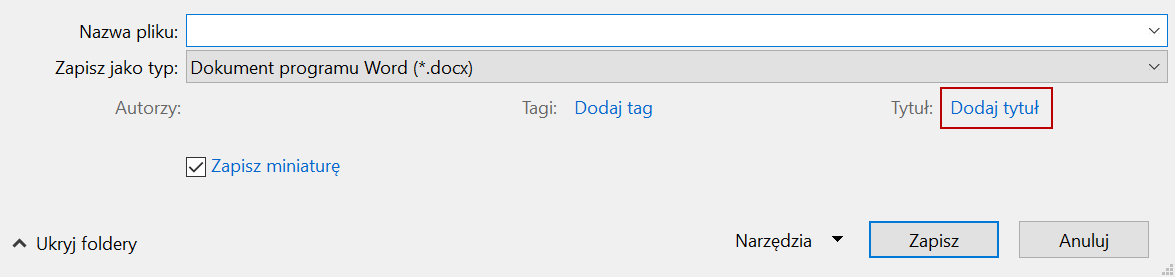 Nazwa pliku:
Zapisz jako typ: Dokument programu Word (*.docx)
Autorzy: Tagi: Dodaj tag Tytuł: Dodaj tytuł
Zapisz miniaturę
Ukryj foldery Narzędzia Zapisz Anuluj